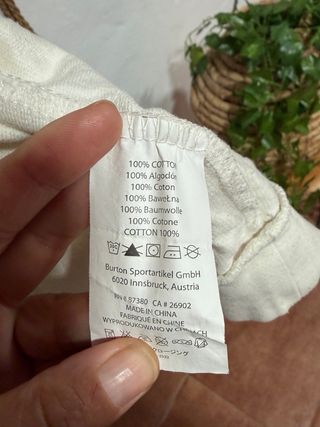 100% COTTON
100% Algodón
100% Coton
100% Bawełna
100% Baumwolle
100% Cotone
COTTON 100%
Burton Sportartikel GmbH
6020 Innsbruck, Austria
RN # 87380 CA # 26902
MADE IN CHINA
FABRIQUÉ EN CHINE
WYPRODUKOWANO W CHINACH